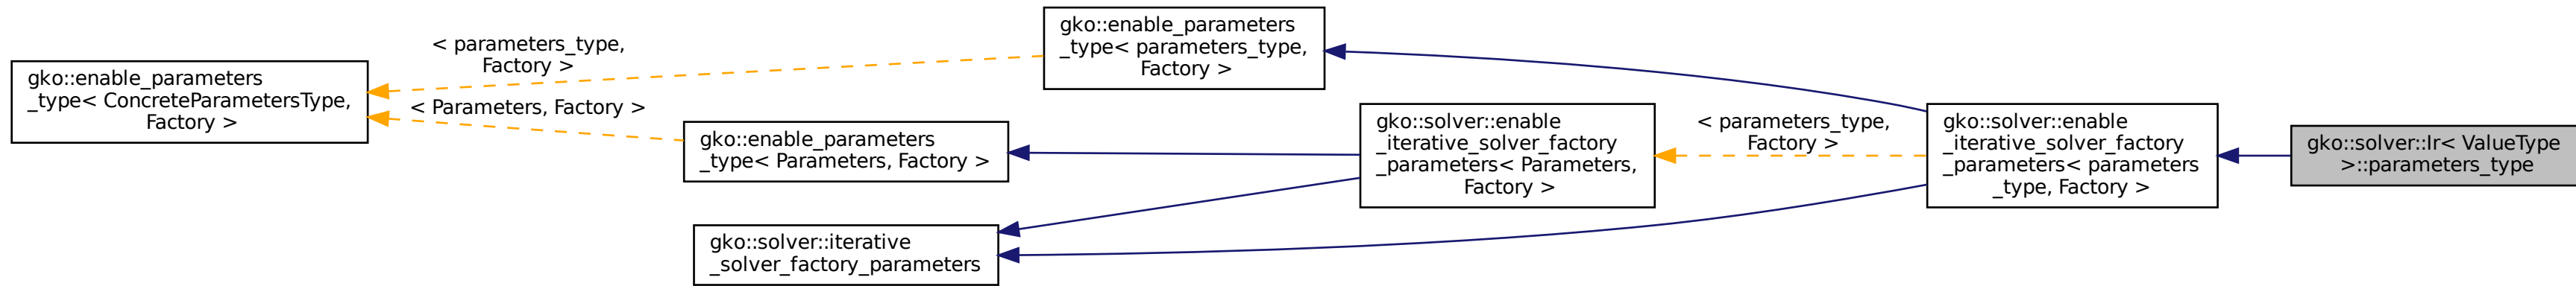 gko::enable_parameters
_type< ConcreteParametersType,
Factory >
< parameters_type,
Factory >
< Parameters, Factory >
gko::enable_parameters
_type< parameters_type,
Factory >
gko::enable_parameters
_type< Parameters, Factory >
gko::solver::iterative
_solver_factory_parameters
gko::solver::enable
_iterative_solver_factory
_parameters< Parameters,
Factory >
< parameters_type,
Factory >
gko::solver::enable
_iterative_solver_factory
_parameters< parameters
_type, Factory >
gko::solver::Ir< ValueType
>::parameters_type